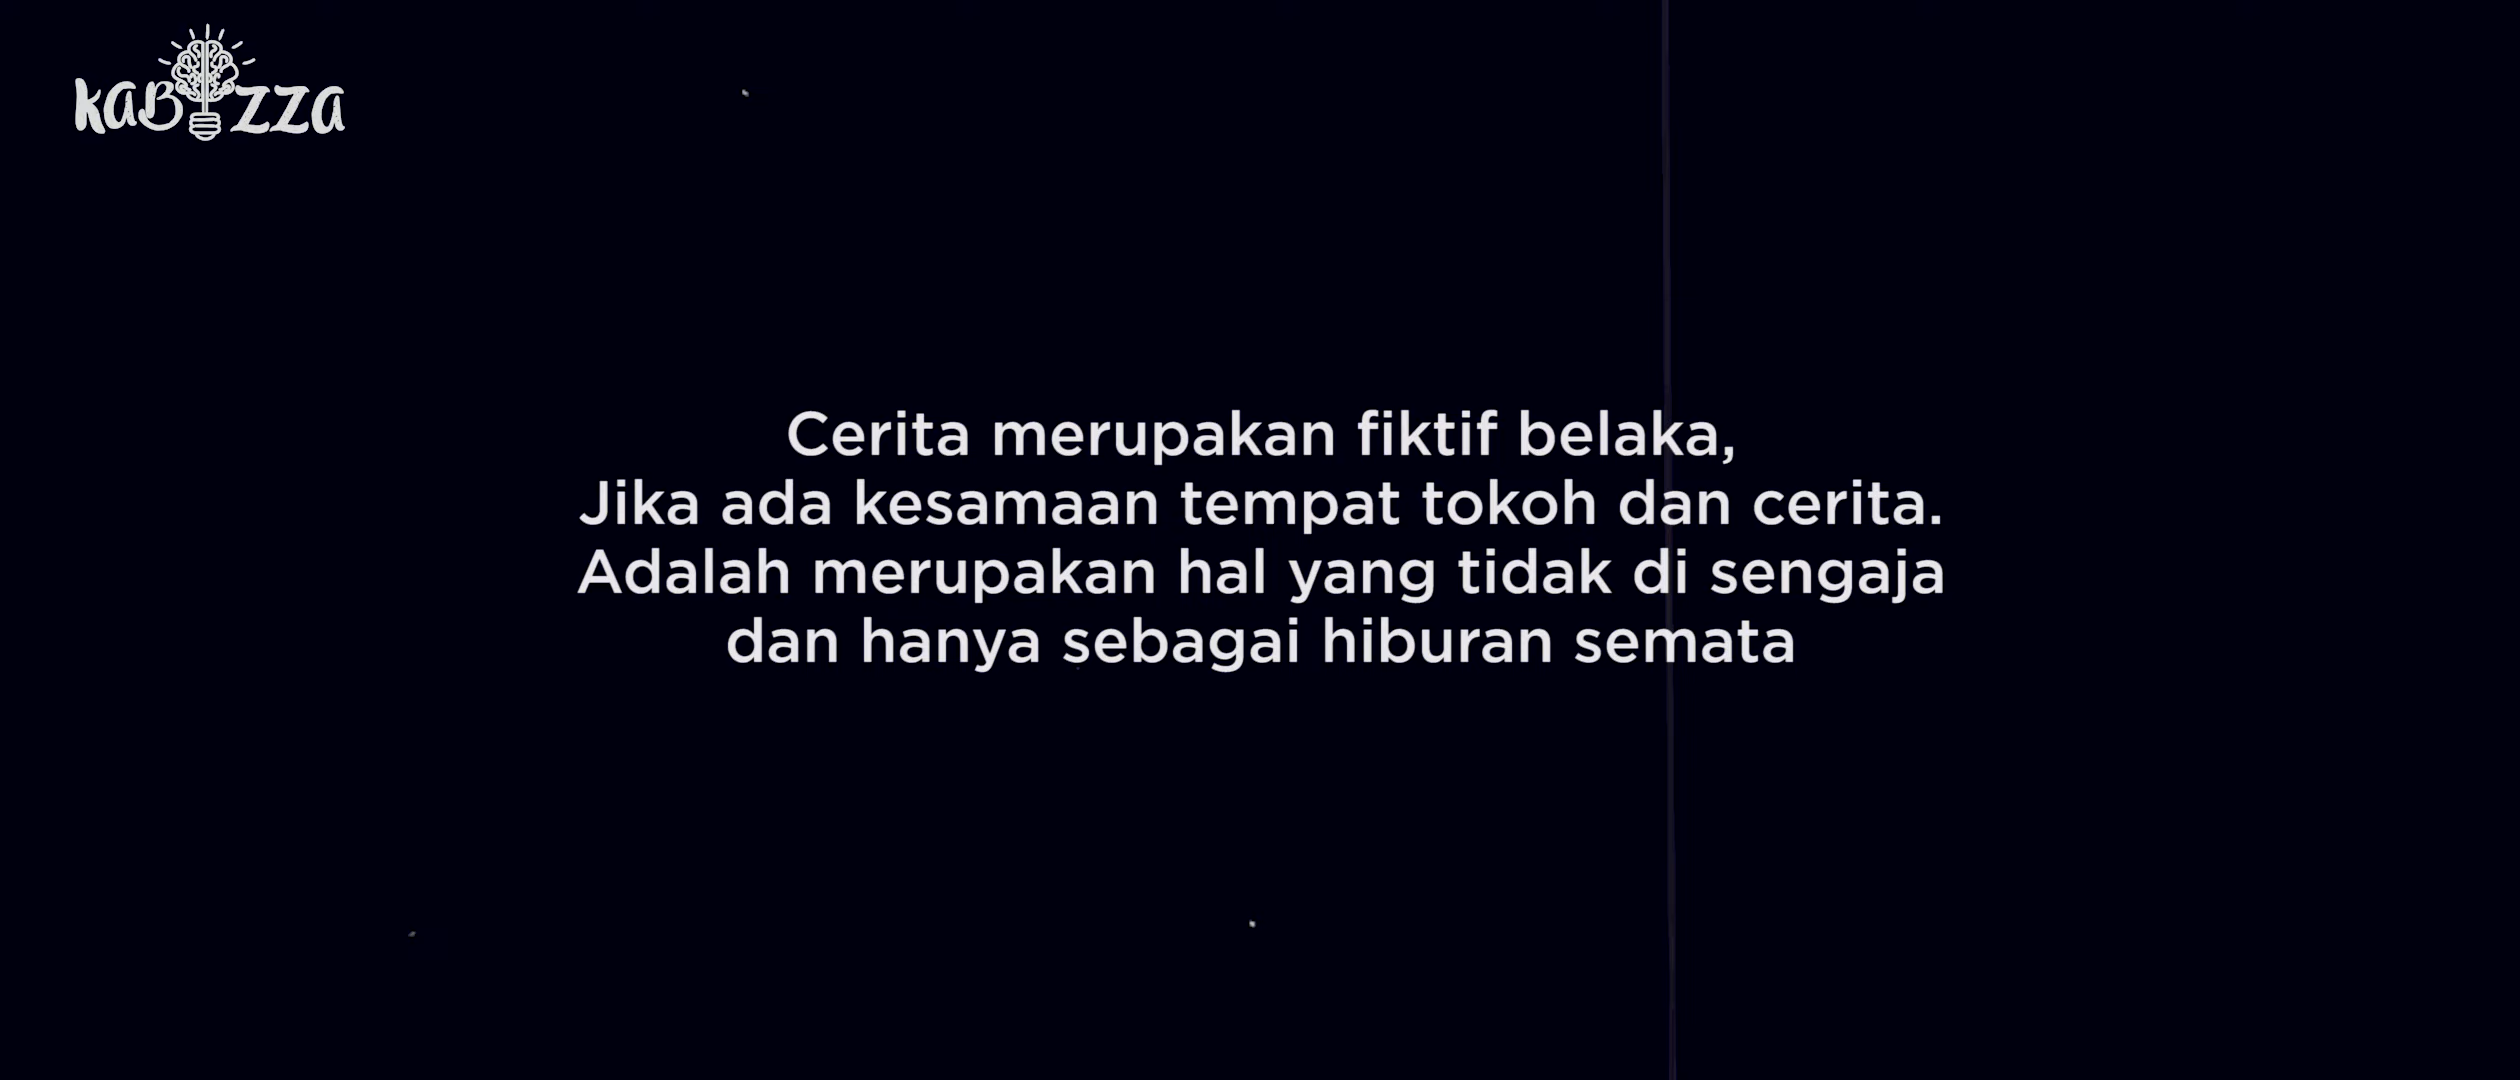 kaBizza
Cerita merupakan fiktif belaka,
Jika ada kesamaan tempat tokoh dan cerita.
Adalah merupakan hal yang tidak di sengaja
dan hanya sebagai hiburan semata